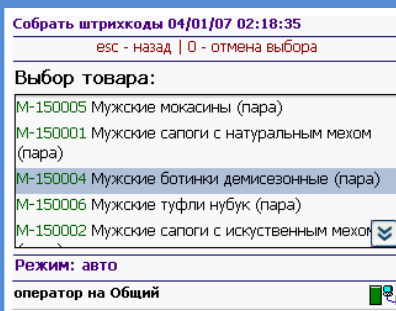 Собрать штрихкоды 04/01/07 02:18:35
esc - назад | 0 - отмена выбора
Выбор товара:
М-150005 Мужские мокасины (пара)
М-150001 Мужские сапоги с натуральным мехом
(пара)
М-150004 Мужские ботинки демисезонные (пара)
М-150006 Мужские туфли нубук (пара)
М-150002 Мужские сапоги с искуственным мехом
Режим: авто
оператор на Общий